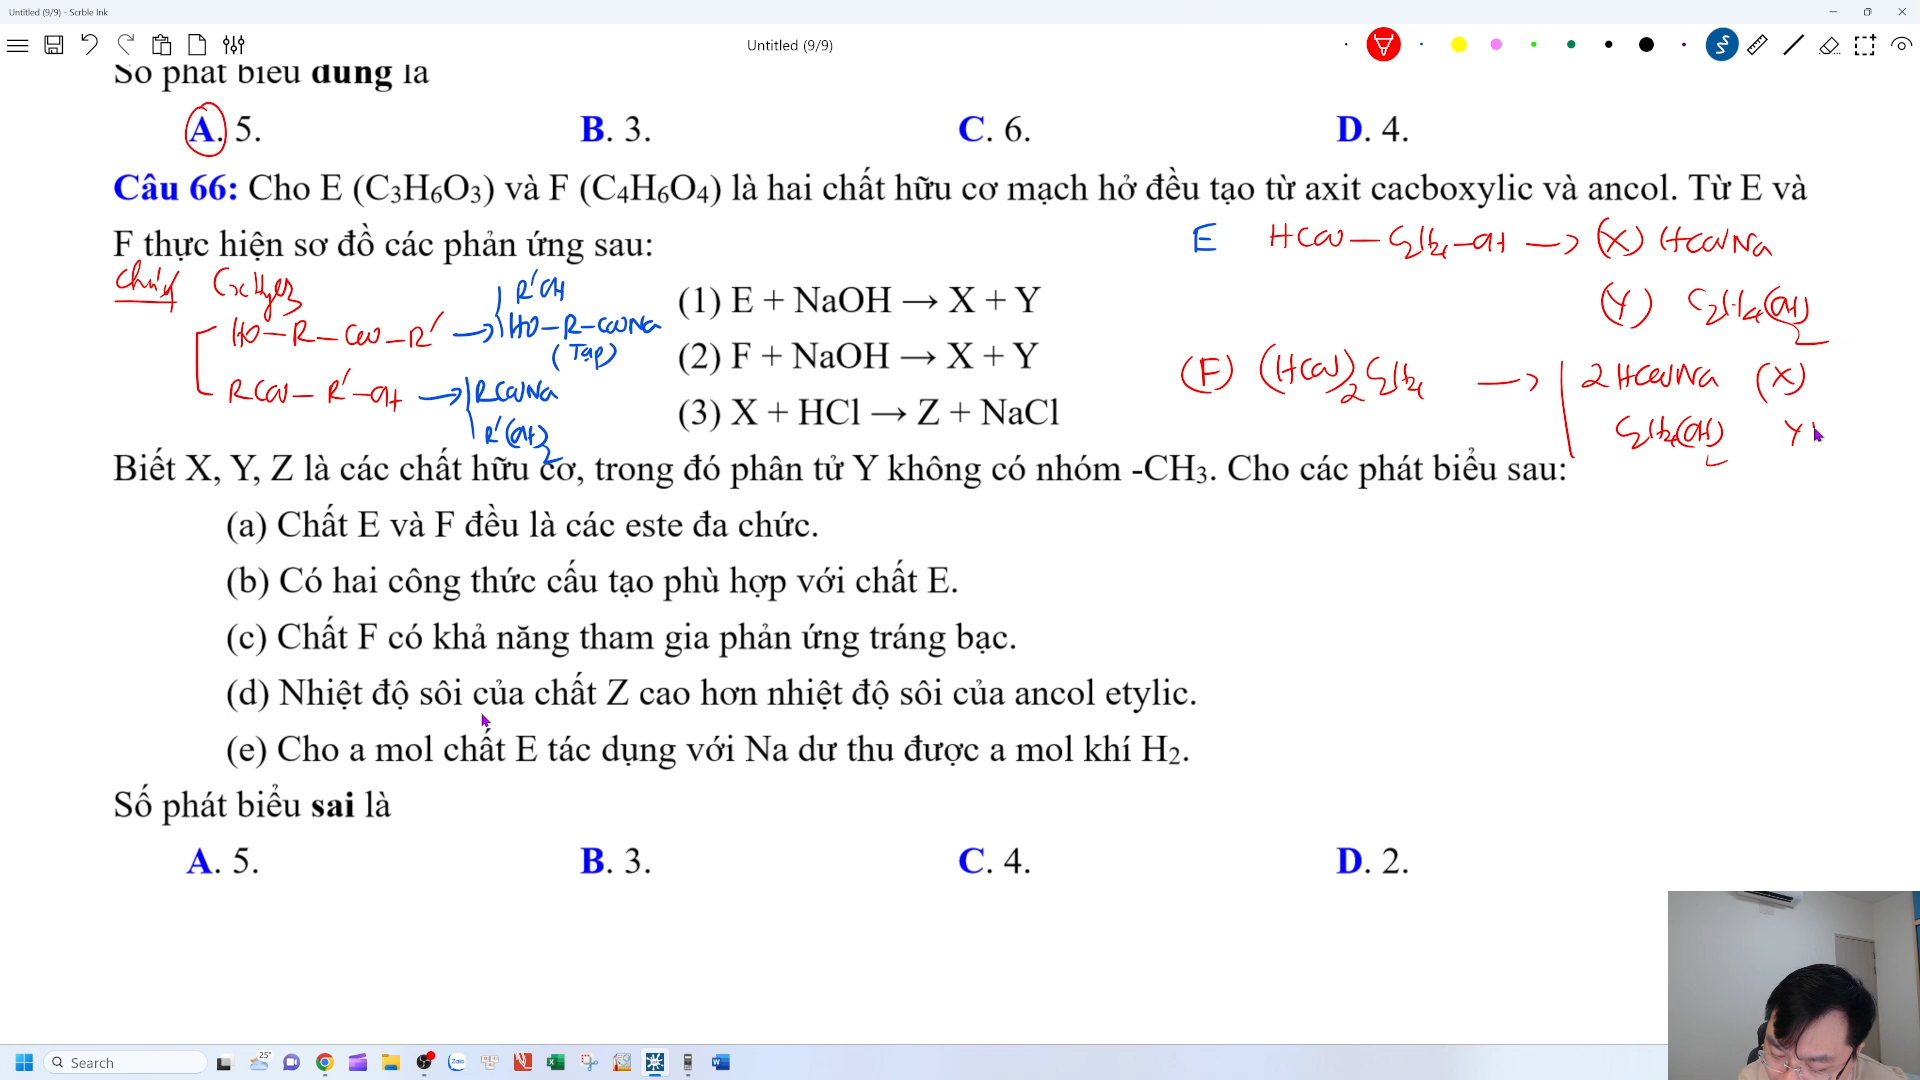 Untitled (9/9) - Scrble Ink
Untitled (9/9)
Số phát biểu đúng là
A. 5. B. 3. C. 6. D. 4.
Câu 66: Cho E (C₃H₆O₃) và F (C₄H₆O₄) là hai chất hữu cơ mạch hở đều tạo từ axit cacboxylic và ancol. Từ E và
F thực hiện sơ đồ các phản ứng sau:
E HCOO – C₂H₄ – OH → (X) HCOONa
(Y) C₂H₄(OH)₂
CxHyO₃
HO – R – COO – R' → R'OH
HO – R – COONa
(Tạp)
RCOO – R' – OH → RCOONa
R'(OH)₂
(1) E + NaOH → X + Y
(2) F + NaOH → X + Y
(3) X + HCl → Z + NaCl
(F) (HCOO)₂C₂H₄ → 2HCOONa (X)
C₂H₄(OH)₂ Y
Biết X, Y, Z là các chất hữu cơ, trong đó phân tử Y không có nhóm -CH₃. Cho các phát biểu sau:
(a) Chất E và F đều là các este đa chức.
(b) Có hai công thức cấu tạo phù hợp với chất E.
(c) Chất F có khả năng tham gia phản ứng tráng bạc.
(d) Nhiệt độ sôi của chất Z cao hơn nhiệt độ sôi của ancol etylic.
(e) Cho a mol chất E tác dụng với Na dư thu được a mol khí H₂.
Số phát biểu sai là
A. 5. B. 3. C. 4. D. 2.
Search
25°
Zalo